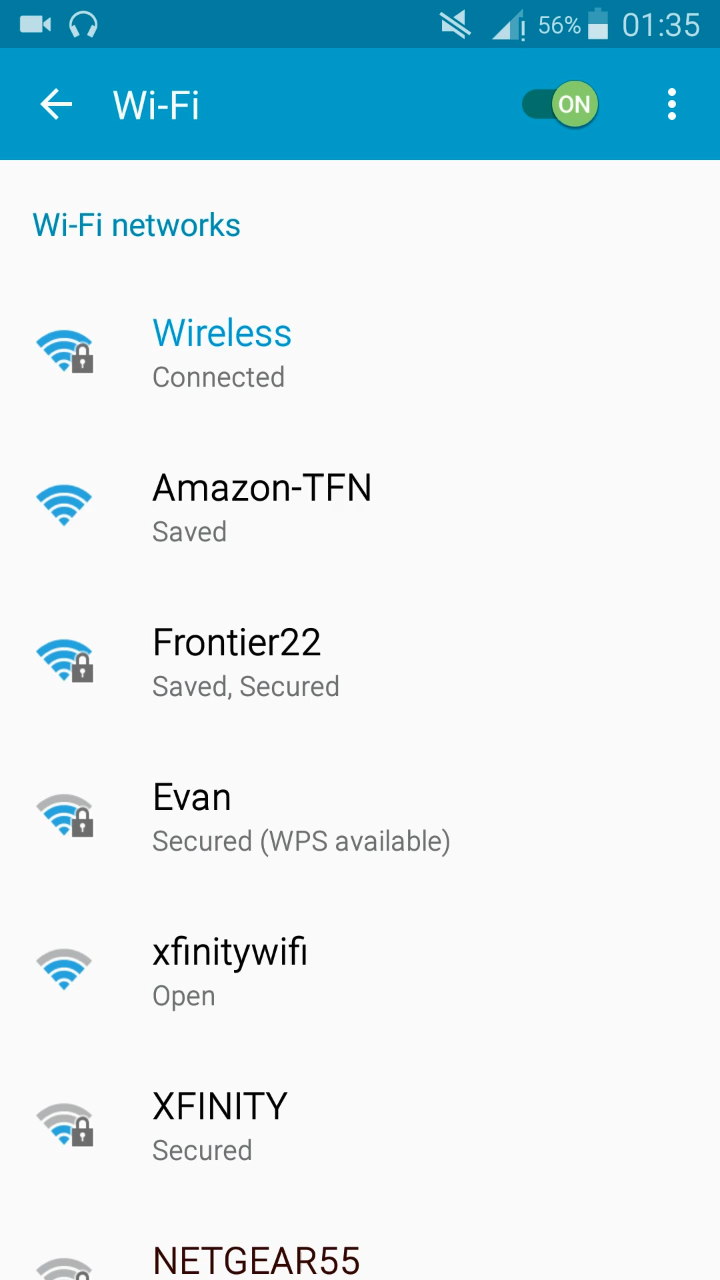 56% 01:35
Wi-Fi ON
Wi-Fi networks
Wireless
Connected
Amazon-TFN
Saved
Frontier22
Saved, Secured
Evan
Secured (WPS available)
xfinitywifi
Open
XFINITY
Secured
NETGEAR55